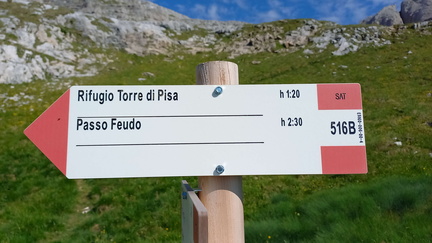 Rifugio Torre di Pisa h 1:20 SAT
Passo Feudo h 2:30 516B